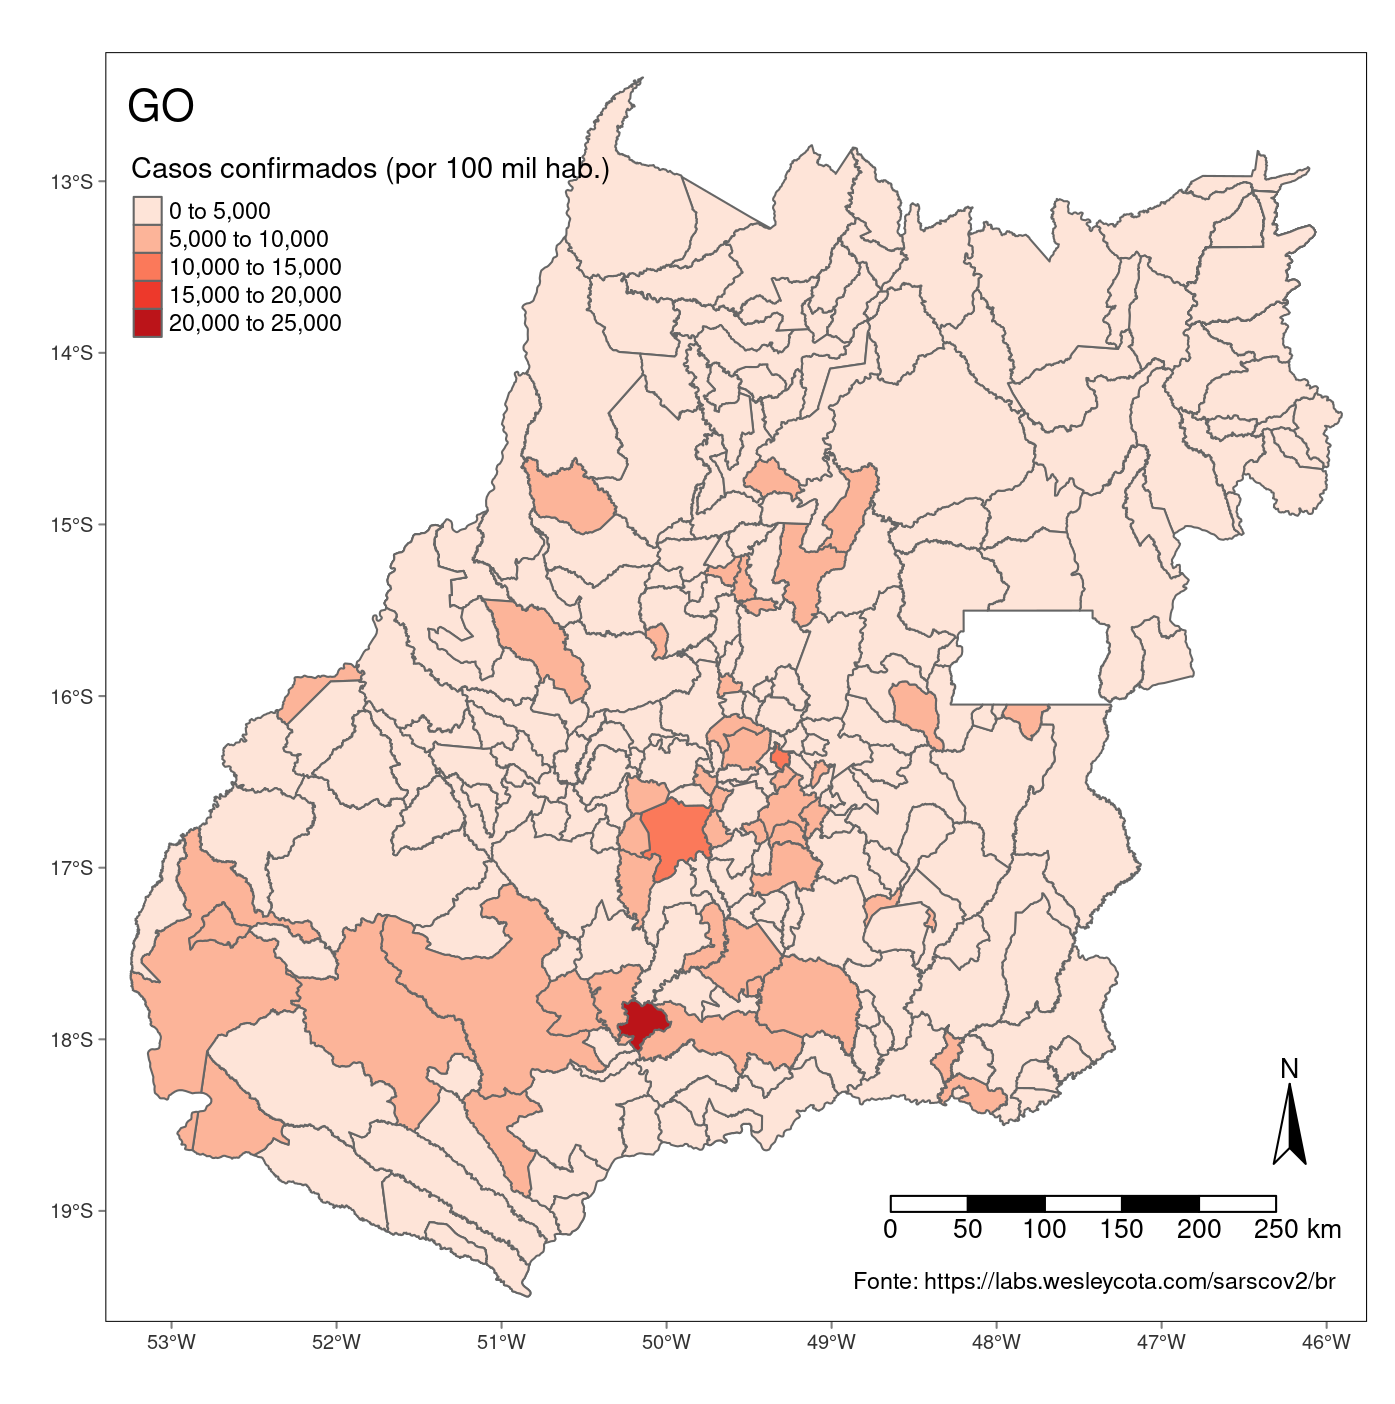 GO
Casos confirmados (por 100 mil hab.)
0 to 5,000
5,000 to 10,000
10,000 to 15,000
15,000 to 20,000
20,000 to 25,000
13°S
14°S
15°S
16°S
17°S
18°S
19°S
N
0 50 100 150 200 250 km
Fonte: https://labs.wesleycota.com/sarscov2/br
53°W 52°W 51°W 50°W 49°W 48°W 47°W 46°W